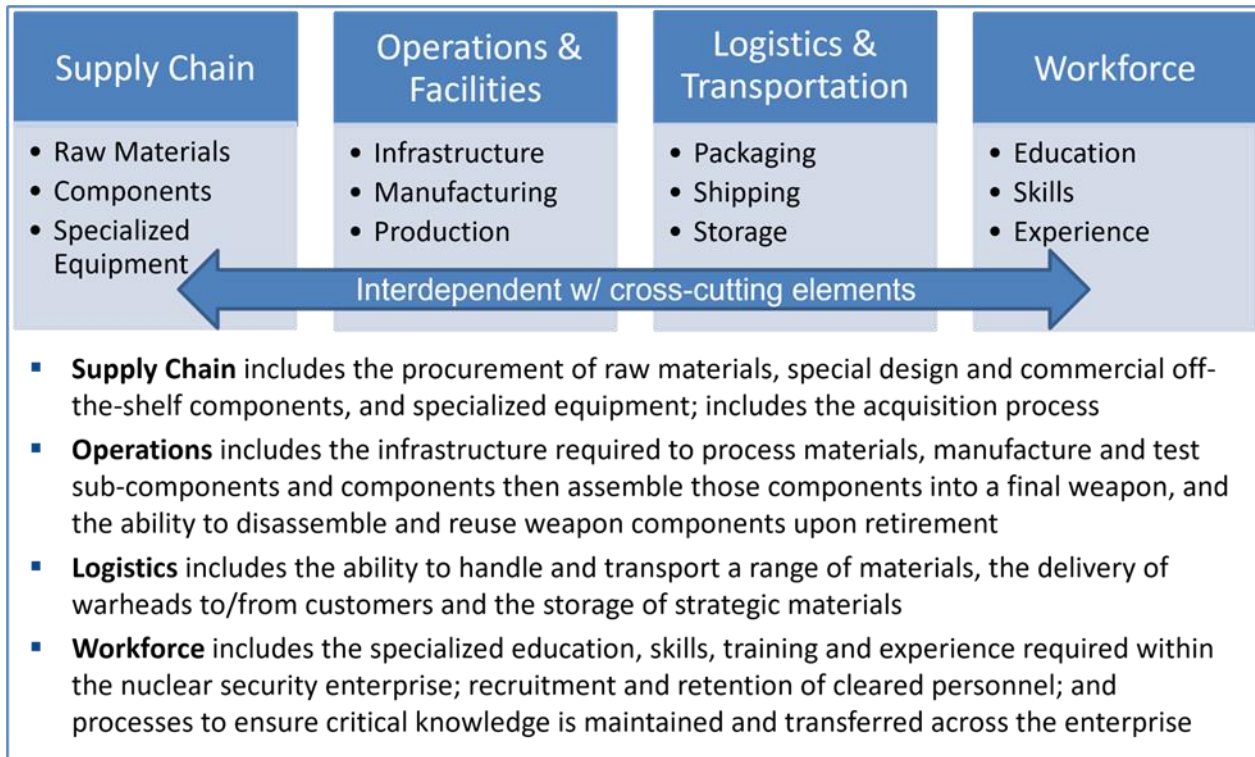 Supply Chain
• Raw Materials
• Components
• Specialized
Equipment
Operations &
Facilities
• Infrastructure
• Manufacturing
• Production
Logistics &
Transportation
• Packaging
• Shipping
• Storage
Workforce
• Education
• Skills
• Experience
Interdependent w/ cross-cutting elements
▪ Supply Chain includes the procurement of raw materials, special design and commercial off-
the-shelf components, and specialized equipment; includes the acquisition process
▪ Operations includes the infrastructure required to process materials, manufacture and test
sub-components and components then assemble those components into a final weapon, and
the ability to disassemble and reuse weapon components upon retirement
▪ Logistics includes the ability to handle and transport a range of materials, the delivery of
warheads to/from customers and the storage of strategic materials
▪ Workforce includes the specialized education, skills, training and experience required within
the nuclear security enterprise; recruitment and retention of cleared personnel; and
processes to ensure critical knowledge is maintained and transferred across the enterprise